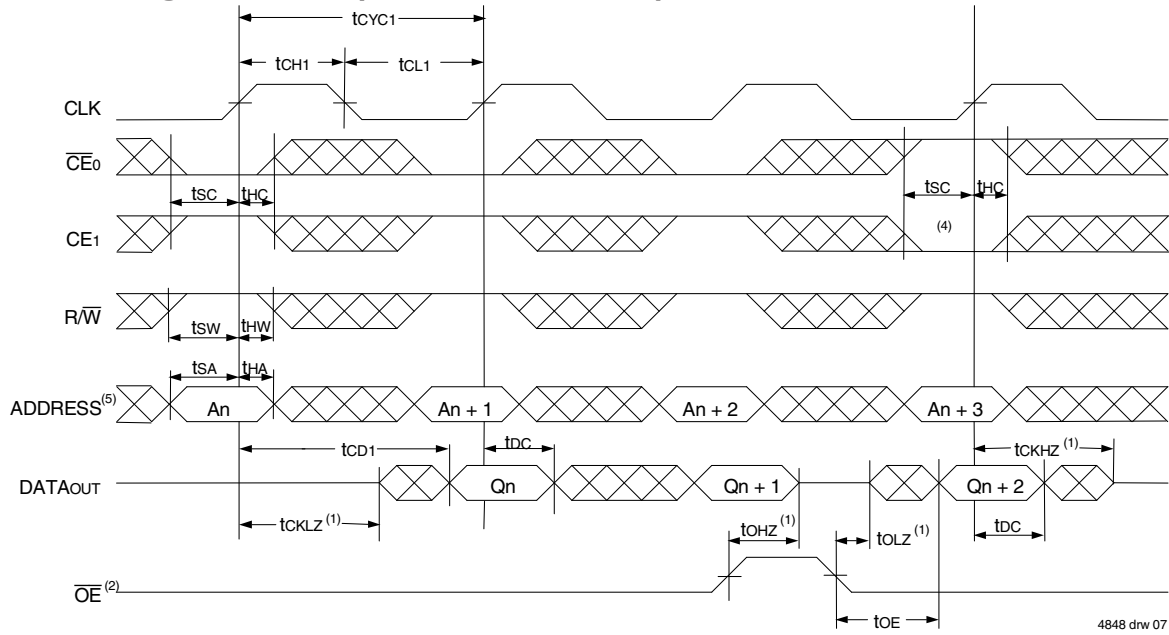 tCYC1
tCH1 tCL1
CLK
CE0
tSC tHC tSC tHC
CE1 (4)
R/W
tSW tHW
tSA tHA
ADDRESS(5) An An + 1 An + 2 An + 3
tCD1 tDC tCKHZ (1)
DATAOUT Qn Qn + 1 Qn + 2
tCKLZ (1) tOHZ (1) tOLZ (1) tDC
OE (2)
tOE
4848 drw 07